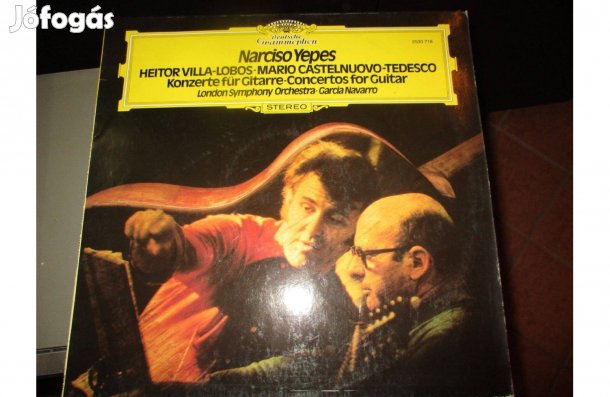 Jófogás
Deutsche
Grammophon
2530 718
Narciso Yepes
HEITOR VILLA-LOBOS · MARIO CASTELNUOVO-TEDESCO
Konzerte für Gitarre · Concertos for Guitar
London Symphony Orchestra · García Navarro
STEREO